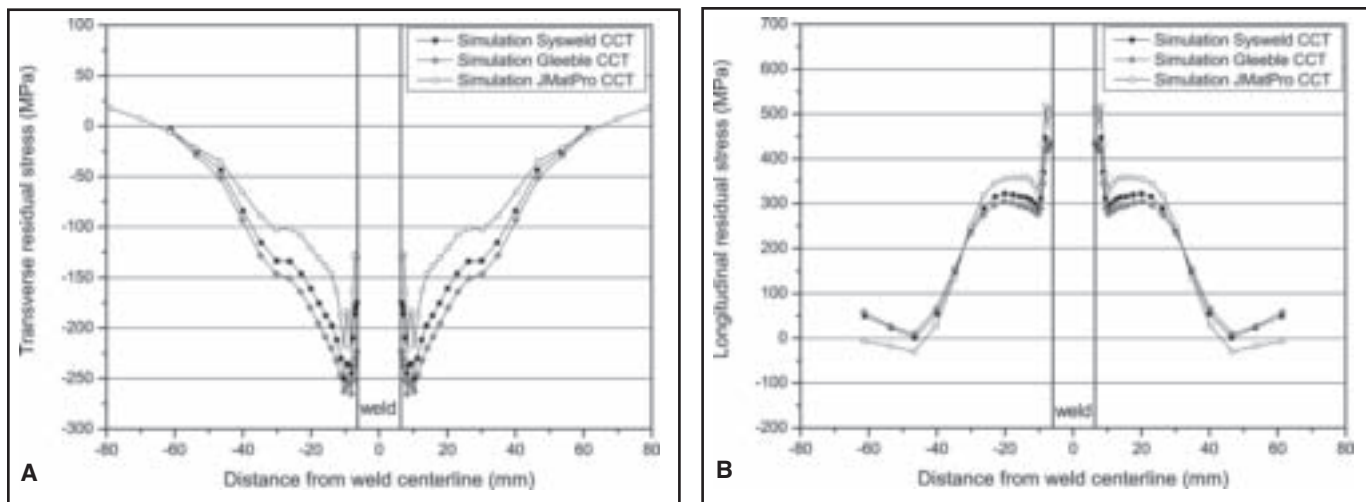 100
50
0
-50
-100
-150
-200
-250
-300
Transverse residual stress (MPa)
Simulation Sysweld CCT
Simulation Gleeble CCT
Simulation JMatPro CCT
weld
-80 -60 -40 -20 0 20 40 60 80
Distance from weld centerline (mm)
A
700
600
500
400
300
200
100
0
-100
-200
Longitudinal residual stress (MPa)
Simulation Sysweld CCT
Simulation Gleeble CCT
Simulation JMatPro CCT
weld
-80 -60 -40 -20 0 20 40 60 80
Distance from weld centerline (mm)
B